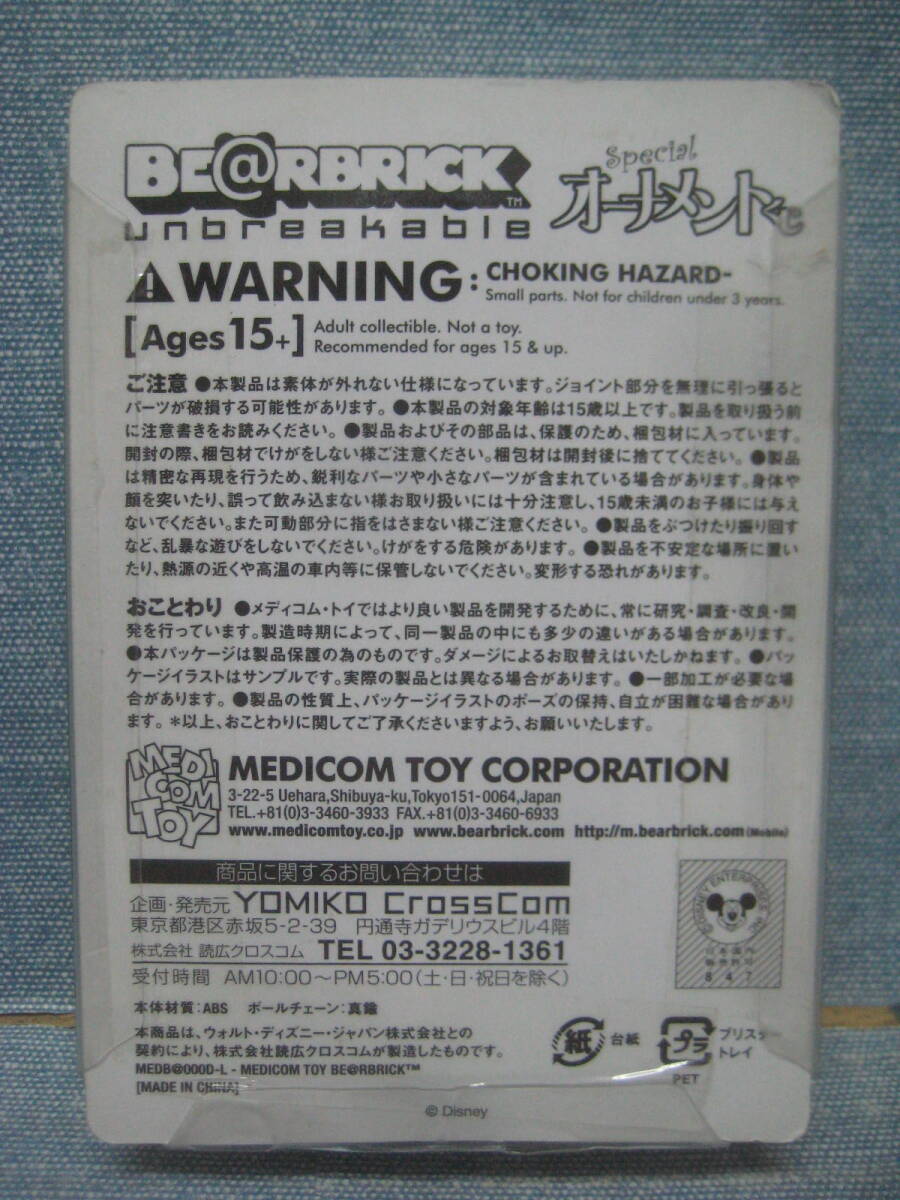 BE@RBRICK™
unbreakable
Special
オーナメントくじ
WARNING: CHOKING HAZARD-
Small parts. Not for children under 3 years.
[Ages 15+] Adult collectible. Not a toy.
Recommended for ages 15 & up.
ご注意 ●本製品は素体が外れない仕様になっています。ジョイント部分を無理に引っ張ると
パーツが破損する可能性があります。 ●本製品の対象年齢は15歳以上です。製品を取り扱う前
に注意書きをお読みください。 ●製品およびその部品は、保護のため、梱包材に入っています。
開封の際、梱包材でけがをしない様ご注意ください。梱包材は開封後に捨ててください。 ●製品
は精密な再現を行うため、鋭利なパーツや小さなパーツが含まれている場合があります。身体や
顔を突いたり、誤って飲み込まない様お取り扱いには十分注意し、15歳未満のお子様には与え
ないでください。また可動部分に指をはさまない様ご注意ください。 ●製品をぶつけたり振り回す
など、乱暴な遊びをしないでください。けがをする危険があります。 ●製品を不安定な場所に置い
たり、熱源の近くや高温の車内等に保管しないでください。変形する恐れがあります。
おことわり ●メディコム・トイではより良い製品を開発するために、常に研究・調査・改良・開
発を行っています。製造時期によって、同一製品の中にも多少の違いがある場合があります。
●本パッケージは製品保護の為のものです。ダメージによるお取替えはいたしかねます。 ●パッ
ケージイラストはサンプルです。実際の製品とは異なる場合があります。 ●一部加工が必要な場
合があります。 ●製品の性質上、パッケージイラストのポーズの保持、自立が困難な場合があり
ます。 *以上、おことわりに関してご了承くださいますよう、お願いいたします。
MEDI
COM
TOY
MEDICOM TOY CORPORATION
3-22-5 Uehara,Shibuya-ku,Tokyo151-0064,Japan
TEL.+81(0)3-3460-3933 FAX.+81(0)3-3460-6933
www.medicomtoy.co.jp www.bearbrick.com http://m.bearbrick.com(Mobile)
商品に関するお問い合わせは
企画・発売元 YOMIKO CrossCom
東京都港区赤坂5-2-39 円通寺ガデリウスビル4階
株式会社 読広クロスコム TEL 03-3228-1361
受付時間 AM10:00〜PM5:00(土・日・祝日を除く)
©DISNEY ENTERPRISES, INC.
日本国内
販売許可
847
本体材質:ABS ボールチェーン:真鍮
本商品は、ウォルト・ディズニー・ジャパン株式会社との
契約により、株式会社読広クロスコムが製造したものです。
MEDB@000D-L - MEDICOM TOY BE@RBRICK™
[MADE IN CHINA]
紙 台紙
プラ ブリスター
トレイ
PET
© Disney